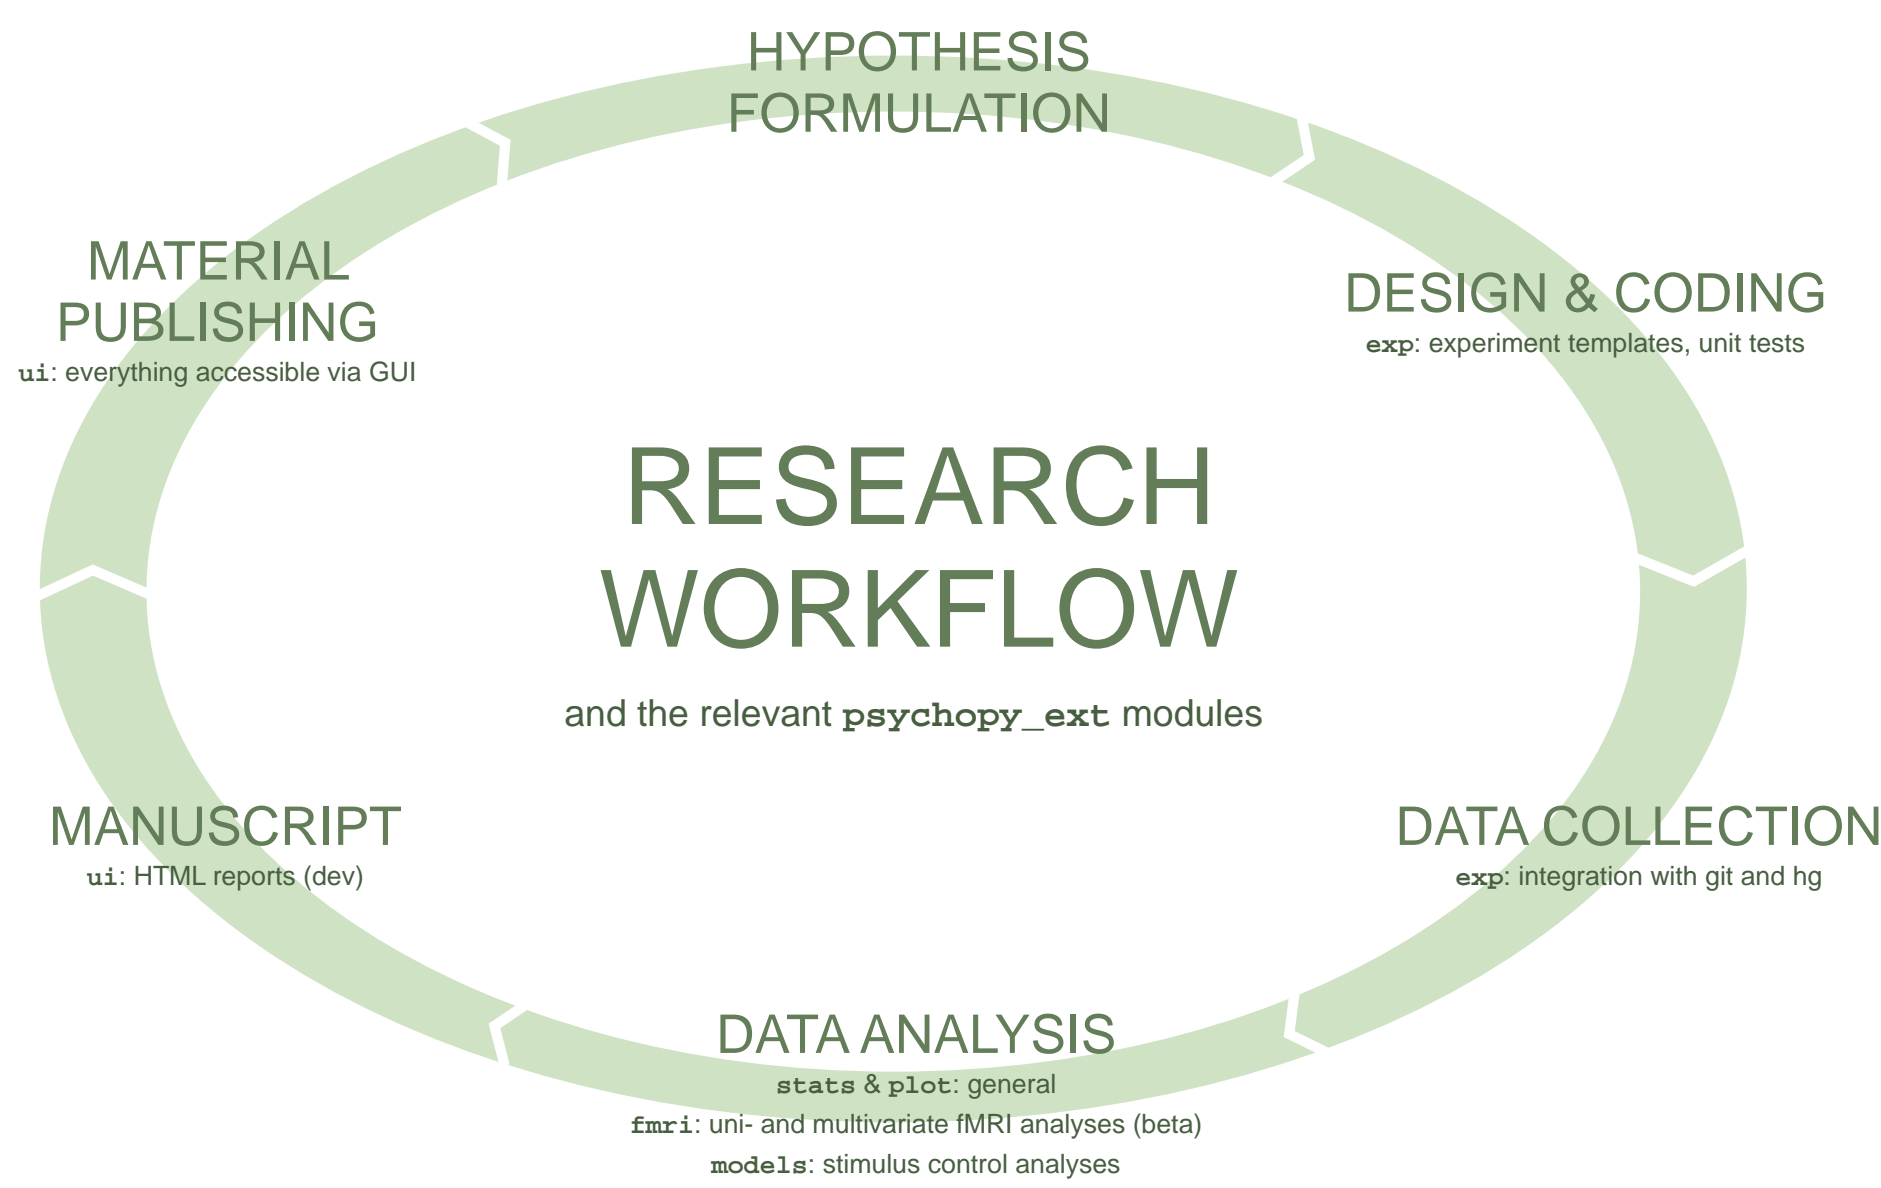 HYPOTHESIS
FORMULATION
MATERIAL
PUBLISHING
ui: everything accessible via GUI
DESIGN & CODING
exp: experiment templates, unit tests
RESEARCH
WORKFLOW
and the relevant psychopy_ext modules
MANUSCRIPT
ui: HTML reports (dev)
DATA COLLECTION
exp: integration with git and hg
DATA ANALYSIS
stats & plot: general
fmri: uni- and multivariate fMRI analyses (beta)
models: stimulus control analyses